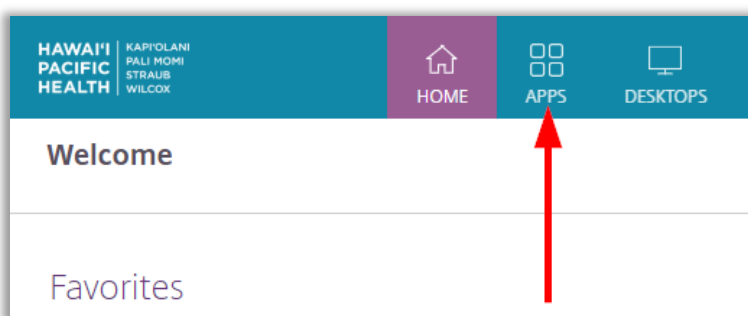 HAWAI'I
PACIFIC
HEALTH
KAPI'OLANI
PALI MOMI
STRAUB
WILCOX
HOME
APPS
DESKTOPS
Welcome
Favorites